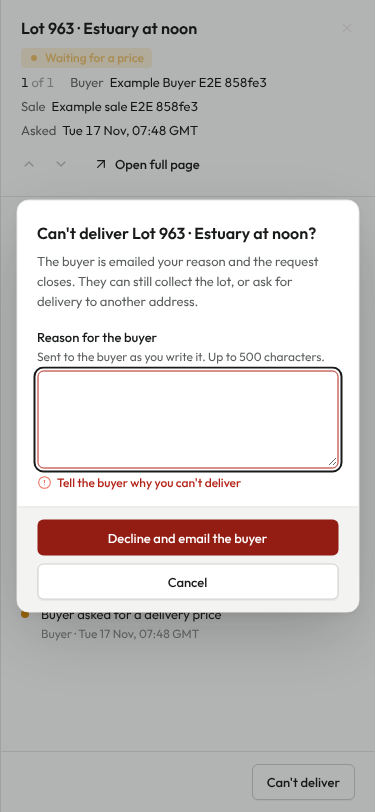 Lot 963 · Estuary at noon
Waiting for a price
1 of 1 Buyer Example Buyer E2E 858fe3
Sale Example sale E2E 858fe3
Asked Tue 17 Nov, 07:48 GMT
Open full page
Can't deliver Lot 963 · Estuary at noon?
The buyer is emailed your reason and the request
closes. They can still collect the lot, or ask for
delivery to another address.
Reason for the buyer
Sent to the buyer as you write it. Up to 500 characters.
Tell the buyer why you can't deliver
Decline and email the buyer
Cancel
Buyer asked for a delivery price
Buyer · Tue 17 Nov, 07:48 GMT
Can't deliver